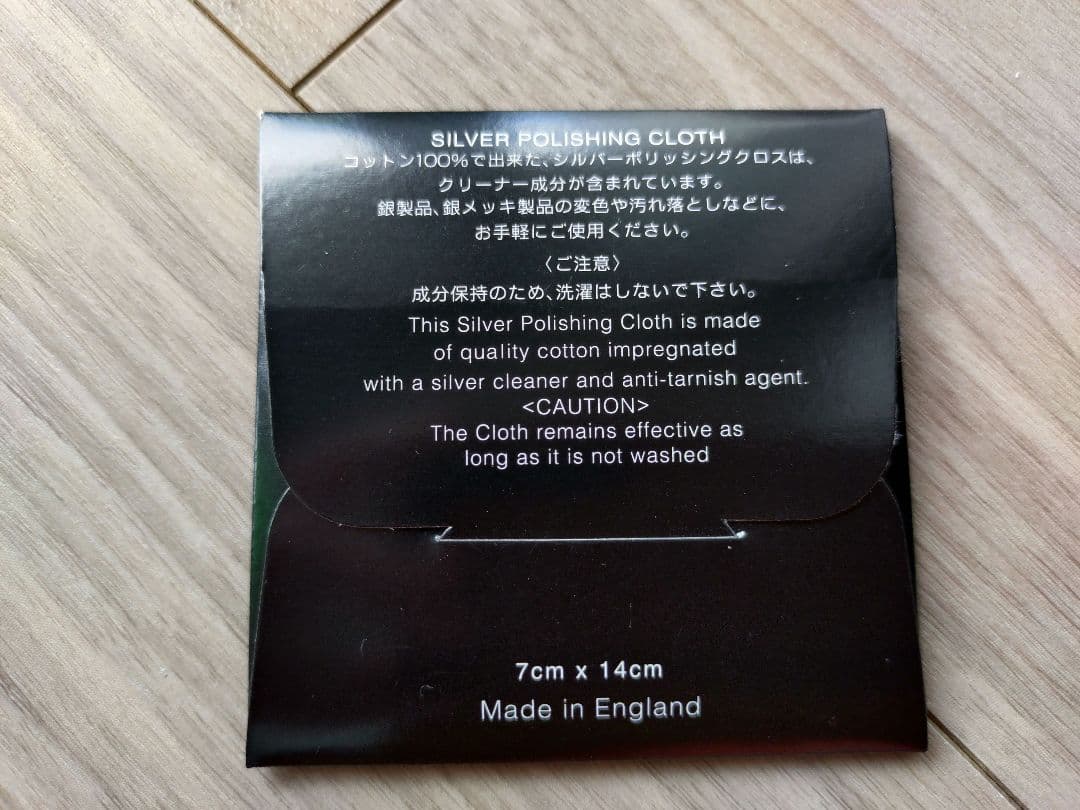 SILVER POLISHING CLOTH
コットン100%で出来た、シルバーポリッシングクロスは、
クリーナー成分が含まれています。
銀製品、銀メッキ製品の変色や汚れ落としなどに、
お手軽にご使用ください。
〈ご注意〉
成分保持のため、洗濯はしないで下さい。
This Silver Polishing Cloth is made
of quality cotton impregnated
with a silver cleaner and anti-tarnish agent.
<CAUTION>
The Cloth remains effective as
long as it is not washed
7cm x 14cm
Made in England